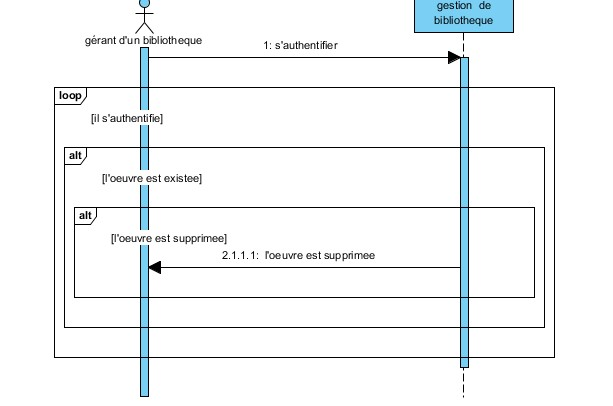 gestion de
bibliotheque
gérant d'un bibliotheque
1: s'authentifier
loop
[il s'authentifie]
alt
[l'oeuvre est existee]
alt
[l'oeuvre est supprimee]
2.1.1.1: l'oeuvre est supprimee